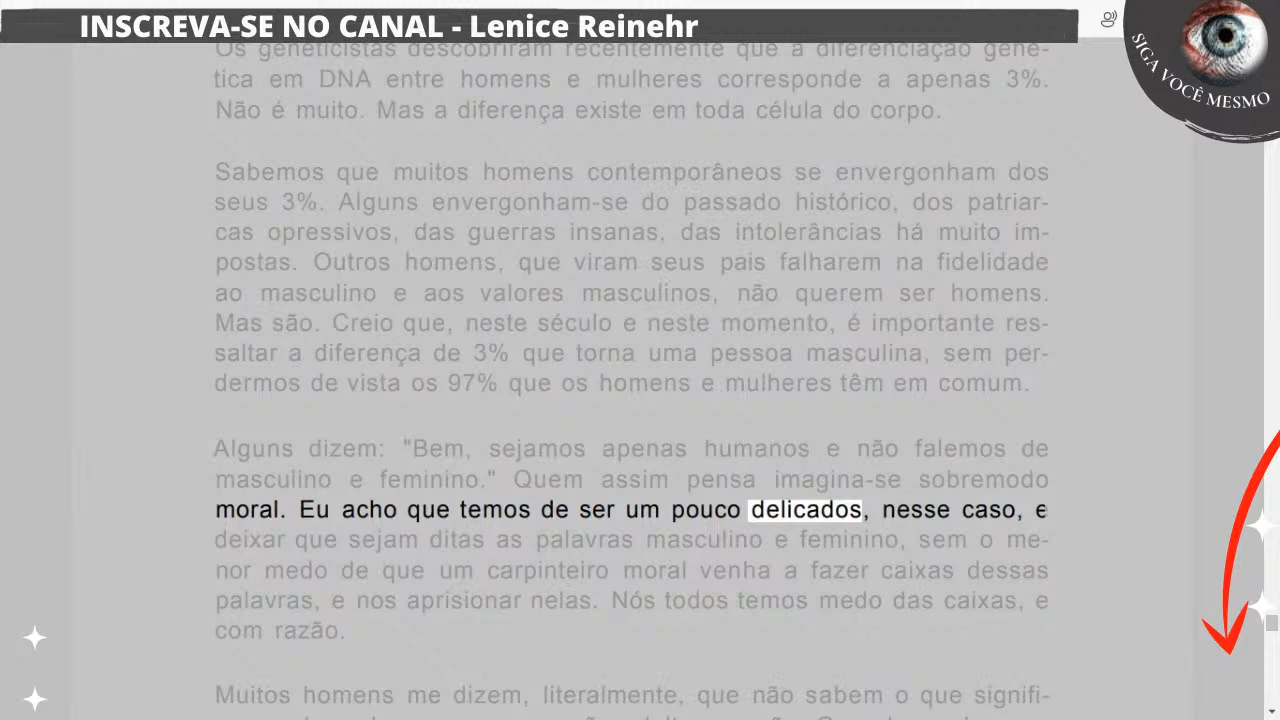 INSCREVA-SE NO CANAL - Lenice Reinehr
SIGA VOCÊ MESMO
Os geneticistas descobriram recentemente que a diferenciação gené-
tica em DNA entre homens e mulheres corresponde a apenas 3%.
Não é muito. Mas a diferença existe em toda célula do corpo.
Sabemos que muitos homens contemporâneos se envergonham dos
seus 3%. Alguns envergonham-se do passado histórico, dos patriar-
cas opressivos, das guerras insanas, das intolerâncias há muito im-
postas. Outros homens, que viram seus pais falharem na fidelidade
ao masculino e aos valores masculinos, não querem ser homens.
Mas são. Creio que, neste século e neste momento, é importante res-
saltar a diferença de 3% que torna uma pessoa masculina, sem per-
dermos de vista os 97% que os homens e mulheres têm em comum.
Alguns dizem: "Bem, sejamos apenas humanos e não falemos de
masculino e feminino." Quem assim pensa imagina-se sobremodo
moral. Eu acho que temos de ser um pouco delicados, nesse caso, e
deixar que sejam ditas as palavras masculino e feminino, sem o me-
nor medo de que um carpinteiro moral venha a fazer caixas dessas
palavras, e nos aprisionar nelas. Nós todos temos medo das caixas, e
com razão.
Muitos homens me dizem, literalmente, que não sabem o que signifi-